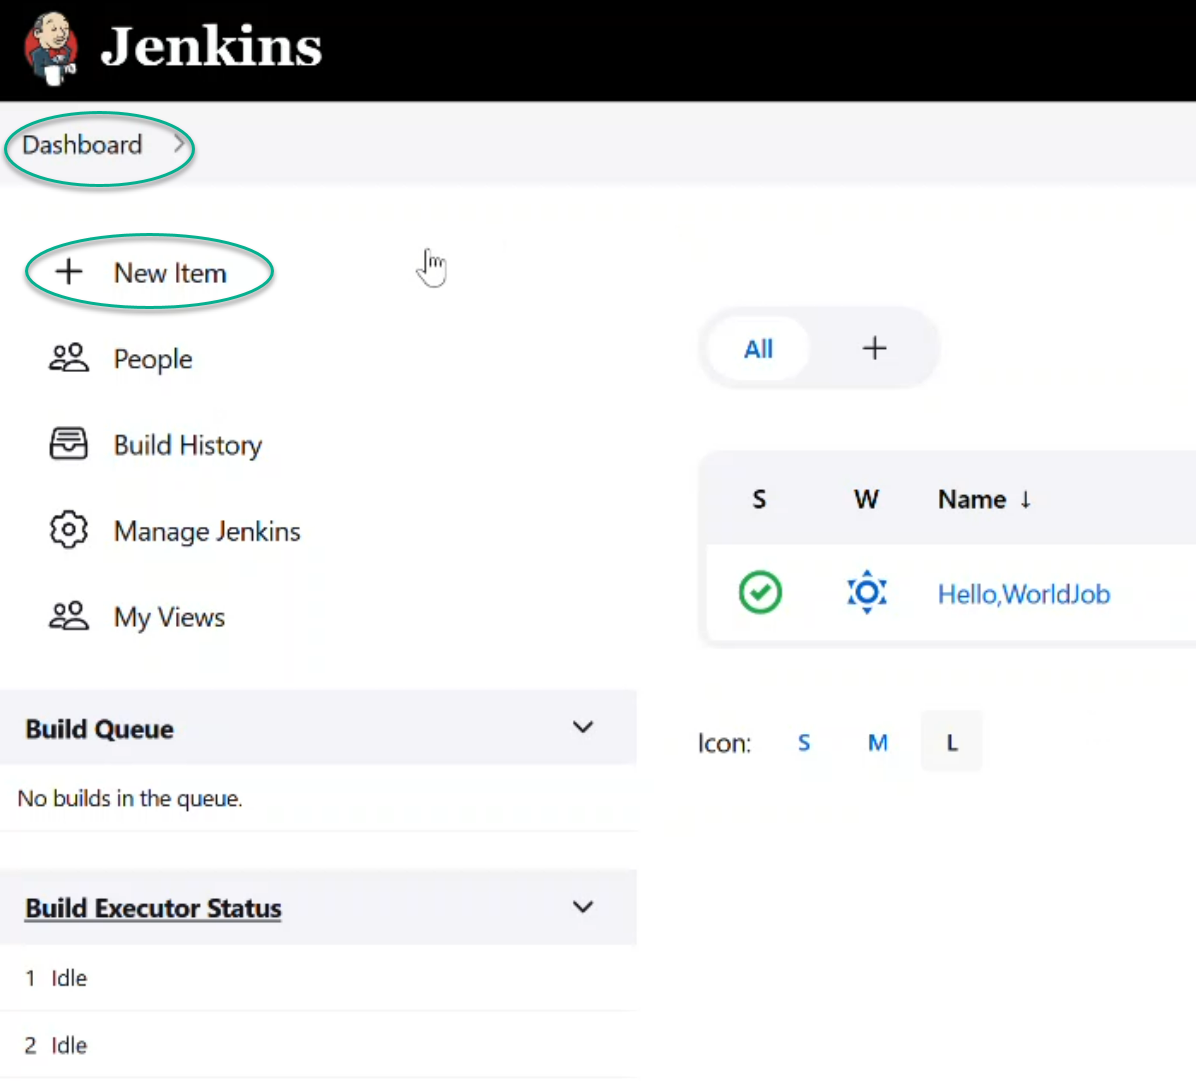 Jenkins
Dashboard
New Item
People
Build History
Manage Jenkins
My Views
Build Queue
No builds in the queue.
Build Executor Status
1 Idle
2 Idle
All +
S W Name ↓
Hello,WorldJob
Icon: S M L